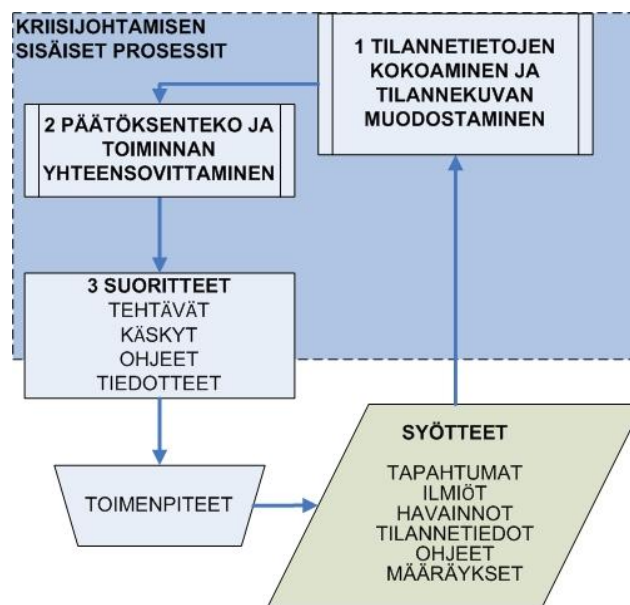 KRIISIJOHTAMISEN
SISÄISET PROSESSIT
1 TILANNETIETOJEN
KOKOAMINEN JA
TILANNEKUVAN
MUODOSTAMINEN
2 PÄÄTÖKSENTEKO JA
TOIMINNAN
YHTEENSOVITTAMINEN
3 SUORITTEET
TEHTÄVÄT
KÄSKYT
OHJEET
TIEDOTTEET
TOIMENPITEET
SYÖTTEET
TAPAHTUMAT
ILMIÖT
HAVAINNOT
TILANNETIEDOT
OHJEET
MÄÄRÄYKSET